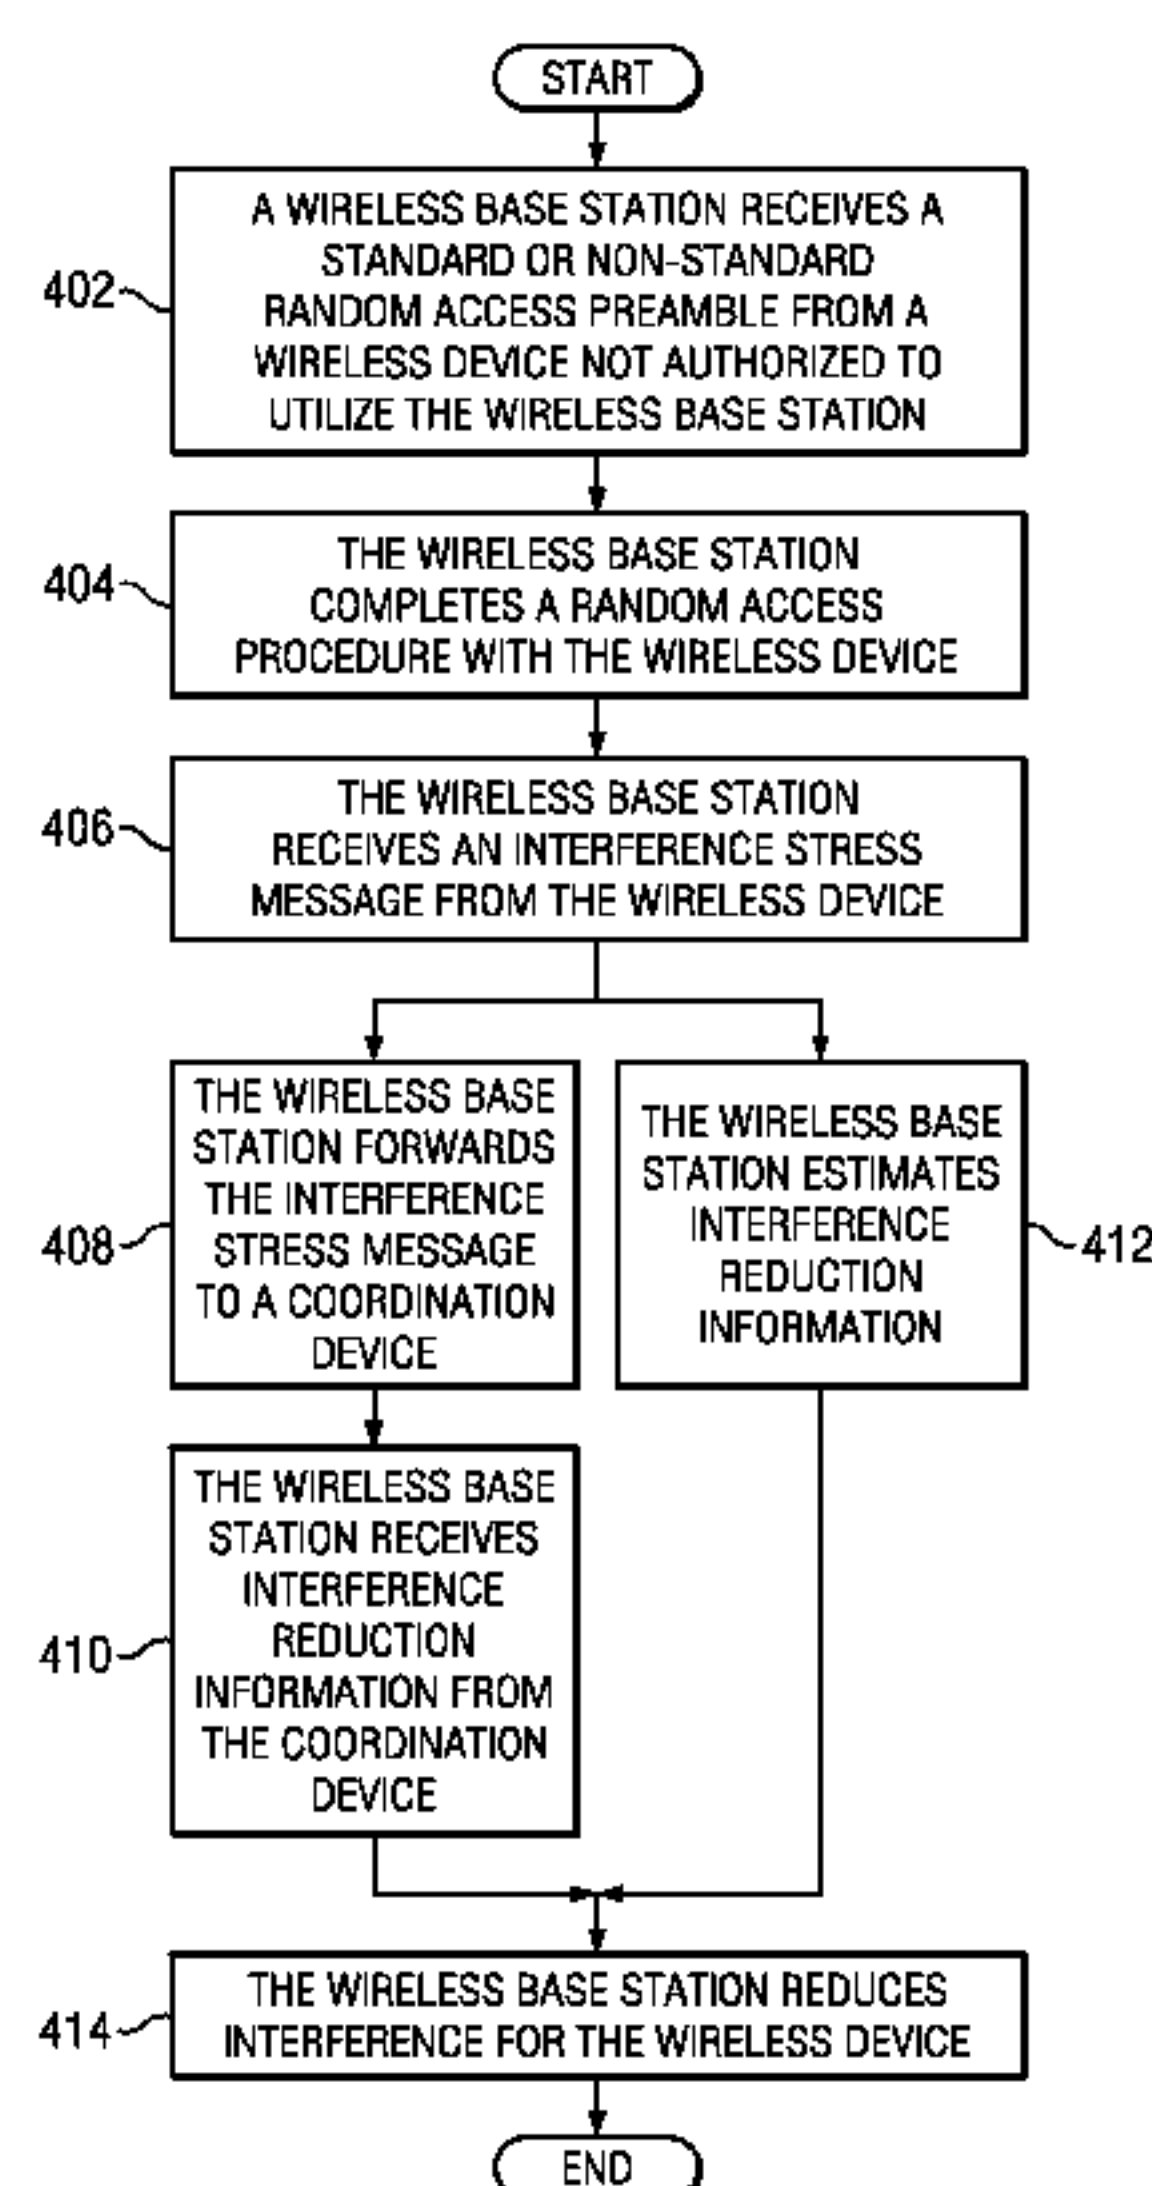 START
402
A WIRELESS BASE STATION RECEIVES A
STANDARD OR NON-STANDARD
RANDOM ACCESS PREAMBLE FROM A
WIRELESS DEVICE NOT AUTHORIZED TO
UTILIZE THE WIRELESS BASE STATION
404
THE WIRELESS BASE STATION
COMPLETES A RANDOM ACCESS
PROCEDURE WITH THE WIRELESS DEVICE
406
THE WIRELESS BASE STATION
RECEIVES AN INTERFERENCE STRESS
MESSAGE FROM THE WIRELESS DEVICE
408
THE WIRELESS BASE
STATION FORWARDS
THE INTERFERENCE
STRESS MESSAGE
TO A COORDINATION
DEVICE
THE WIRELESS BASE
STATION ESTIMATES
INTERFERENCE
REDUCTION
INFORMATION
412
410
THE WIRELESS BASE
STATION RECEIVES
INTERFERENCE
REDUCTION
INFORMATION FROM
THE COORDINATION
DEVICE
414
THE WIRELESS BASE STATION REDUCES
INTERFERENCE FOR THE WIRELESS DEVICE
END